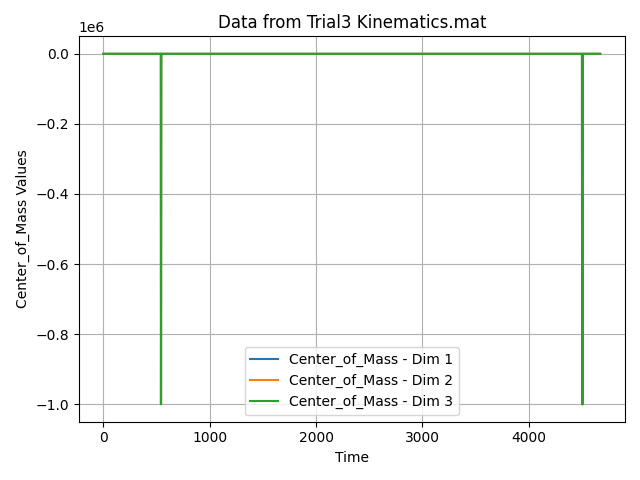 Data from Trial3 Kinematics.mat
1e6
0.0
−0.2
−0.4
−0.6
−0.8
−1.0
Center_of_Mass Values
Center_of_Mass - Dim 1
Center_of_Mass - Dim 2
Center_of_Mass - Dim 3
0 1000 2000 3000 4000
Time